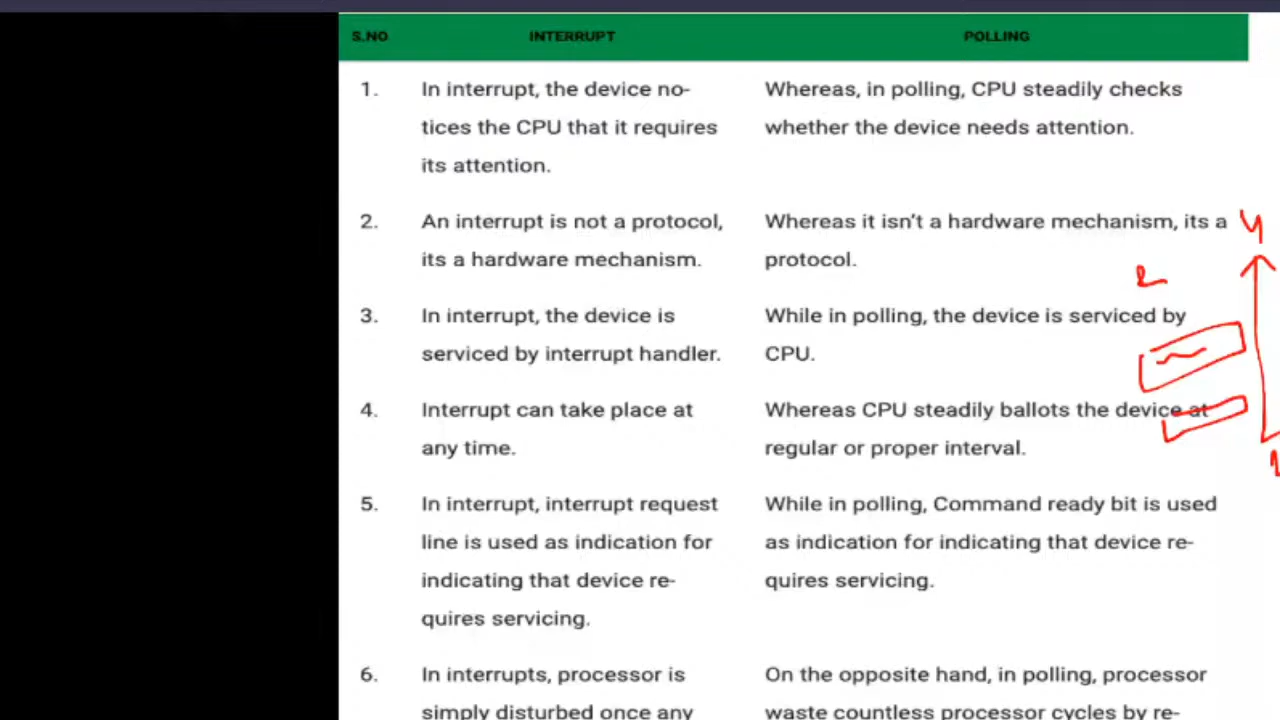 S.NO INTERRUPT POLLING
1. In interrupt, the device no- Whereas, in polling, CPU steadily checks
tices the CPU that it requires whether the device needs attention.
its attention.
2. An interrupt is not a protocol, Whereas it isn't a hardware mechanism, its a
its a hardware mechanism. protocol.
3. In interrupt, the device is While in polling, the device is serviced by
serviced by interrupt handler. CPU.
4. Interrupt can take place at Whereas CPU steadily ballots the device at
any time. regular or proper interval.
5. In interrupt, interrupt request While in polling, Command ready bit is used
line is used as indication for as indication for indicating that device re-
indicating that device re- quires servicing.
quires servicing.
6. In interrupts, processor is On the opposite hand, in polling, processor
simply disturbed once any waste countless processor cycles by re-